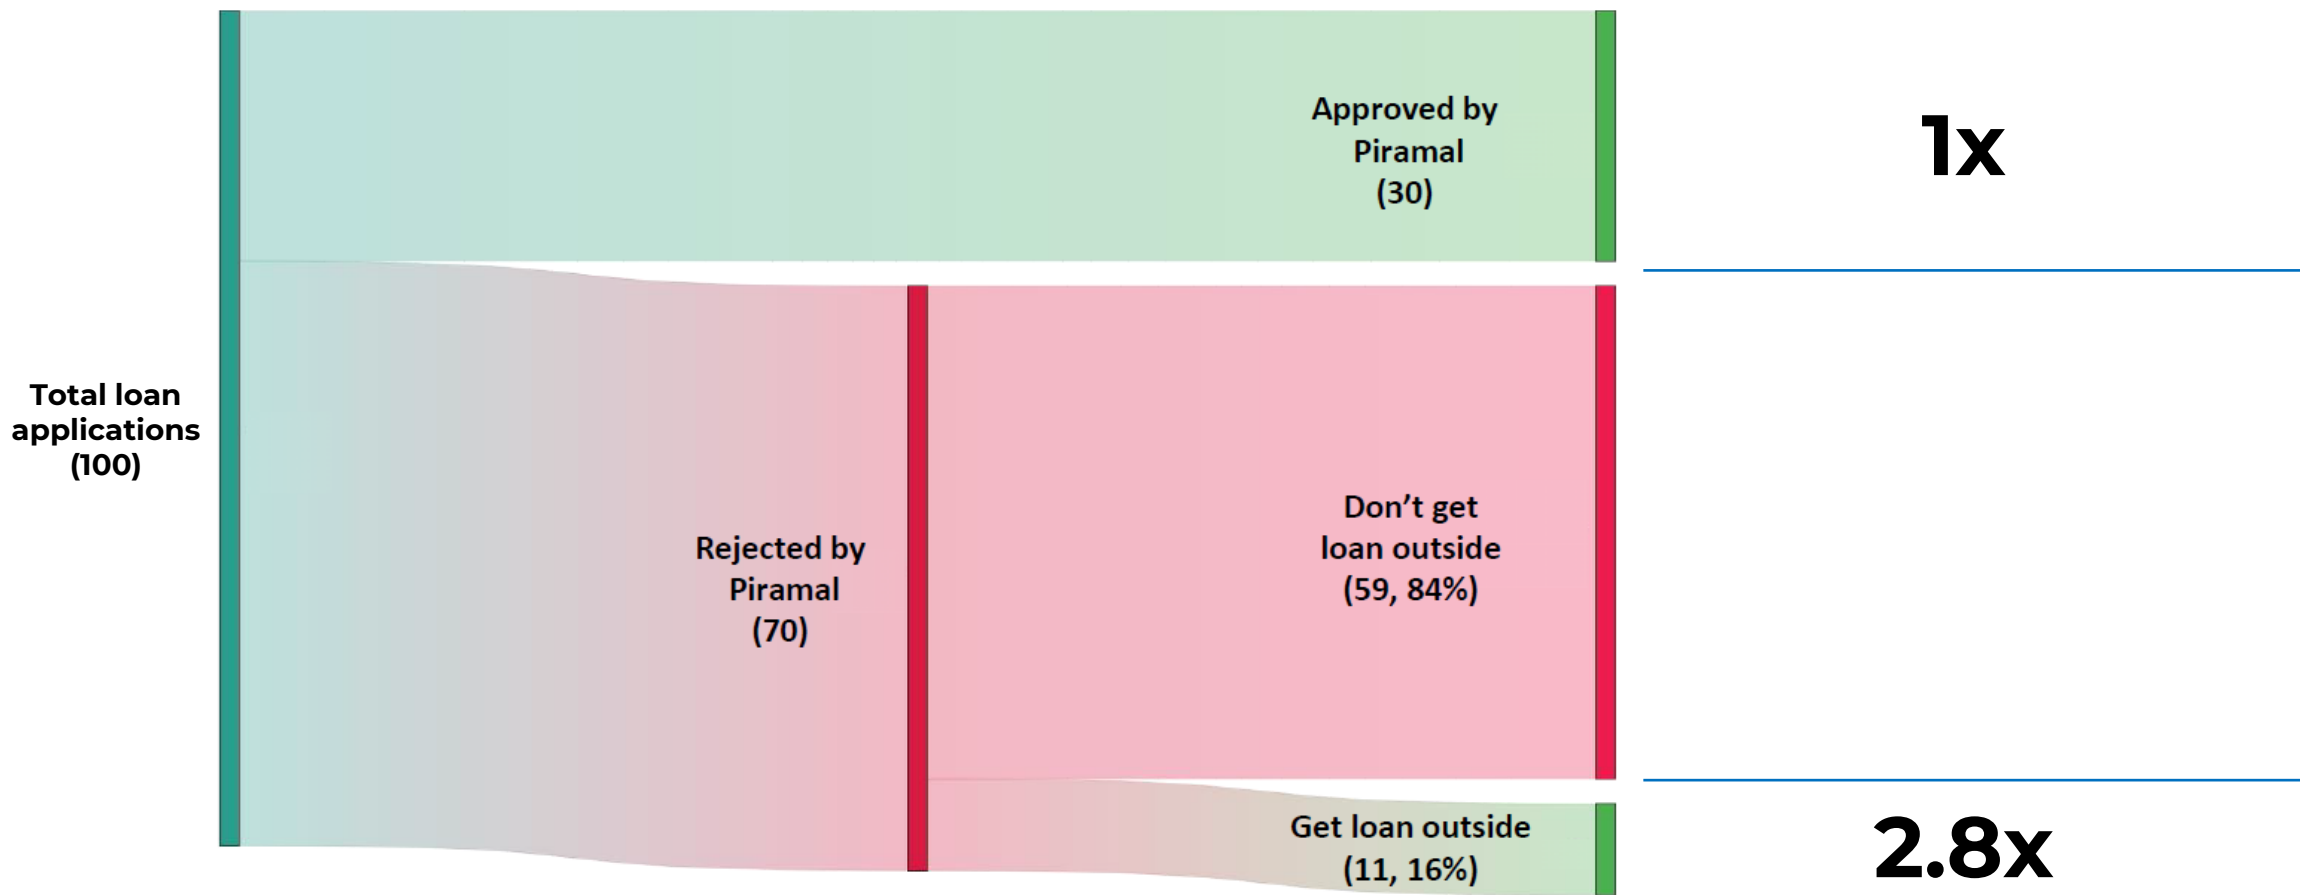 Total loan
applications
(100)
Approved by
Piramal
(30)
1x
Rejected by
Piramal
(70)
Don’t get
loan outside
(59, 84%)
Get loan outside
(11, 16%)
2.8x